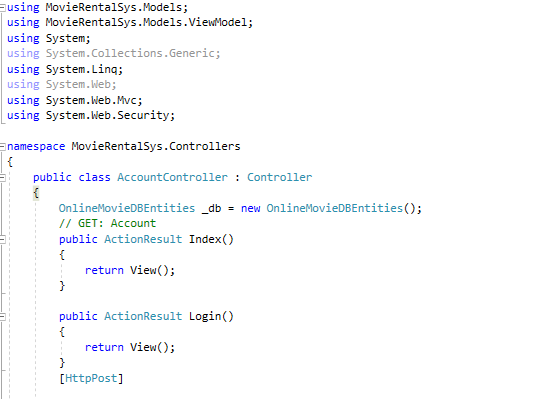 using MovieRentalSys.Models;
using MovieRentalSys.Models.ViewModel;
using System;
using System.Collections.Generic;
using System.Linq;
using System.Web;
using System.Web.Mvc;
using System.Web.Security;
namespace MovieRentalSys.Controllers
{
public class AccountController : Controller
{
OnlineMovieDBEntities _db = new OnlineMovieDBEntities();
// GET: Account
public ActionResult Index()
{
return View();
}
public ActionResult Login()
{
return View();
}
[HttpPost]